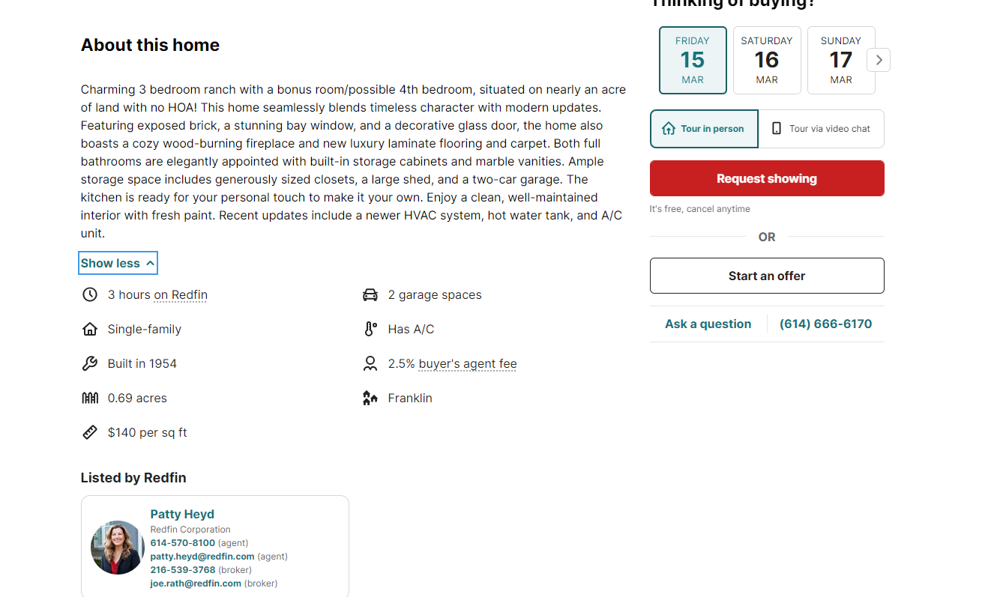 Thinking of buying?
About this home
Charming 3 bedroom ranch with a bonus room/possible 4th bedroom, situated on nearly an acre
of land with no HOA! This home seamlessly blends timeless character with modern updates.
Featuring exposed brick, a stunning bay window, and a decorative glass door, the home also
boasts a cozy wood-burning fireplace and new luxury laminate flooring and carpet. Both full
bathrooms are elegantly appointed with built-in storage cabinets and marble vanities. Ample
storage space includes generously sized closets, a large shed, and a two-car garage. The
kitchen is ready for your personal touch to make it your own. Enjoy a clean, well-maintained
interior with fresh paint. Recent updates include a newer HVAC system, hot water tank, and A/C
unit.
Show less
3 hours on Redfin
2 garage spaces
Single-family
Has A/C
Built in 1954
2.5% buyer's agent fee
0.69 acres
Franklin
$140 per sq ft
Listed by Redfin
Patty Heyd
Redfin Corporation
614-570-8100 (agent)
patty.heyd@redfin.com (agent)
216-539-3768 (broker)
joe.rath@redfin.com (broker)
FRIDAY
15
MAR
SATURDAY
16
MAR
SUNDAY
17
MAR
Tour in person
Tour via video chat
Request showing
It's free, cancel anytime
OR
Start an offer
Ask a question
(614) 666-6170